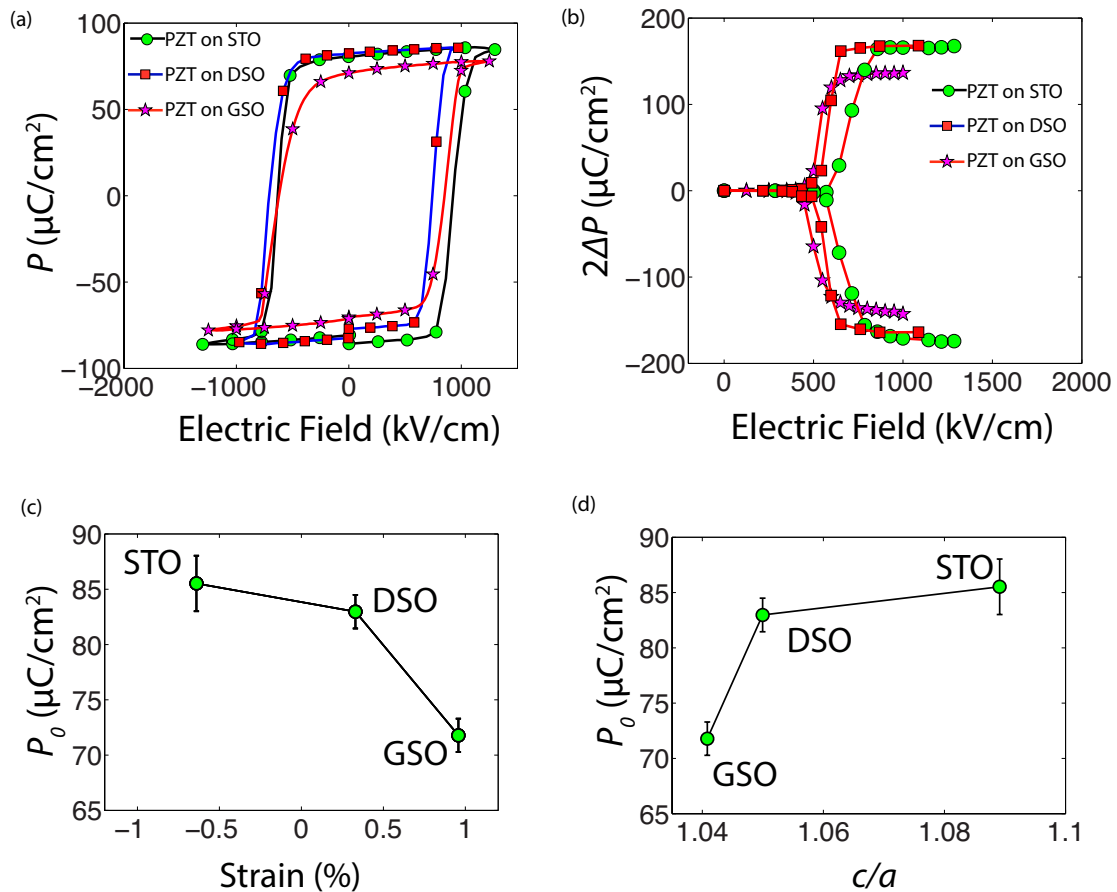 (a)
100
50
0
−50
−100
−2000
−1000
0
1000
P (μC/cm²)
Electric Field (kV/cm)
PZT on STO
PZT on DSO
PZT on GSO
(b)
200
100
0
−100
−200
0
500
1000
1500
2000
2ΔP (μC/cm²)
Electric Field (kV/cm)
PZT on STO
PZT on DSO
PZT on GSO
(c)
90
85
80
75
70
65
−1
−0.5
0
0.5
1
P₀ (μC/cm²)
Strain (%)
STO
DSO
GSO
(d)
90
85
80
75
70
65
1.04
1.06
1.08
1.1
P₀ (μC/cm²)
c/a
STO
DSO
GSO